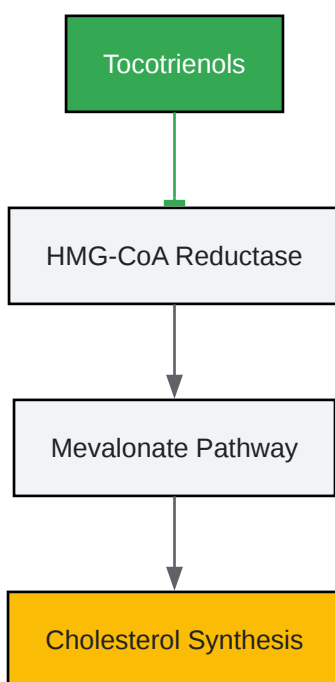 Tocotrienols
HMG-CoA Reductase
Mevalonate Pathway
Cholesterol Synthesis